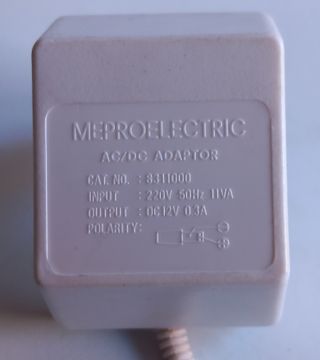 MEPROELECTRIC
AC/DC ADAPTOR
CAT. NO. : 8311000
INPUT : 220V 50Hz 11VA
OUTPUT : DC12V 0.3A
POLARITY: